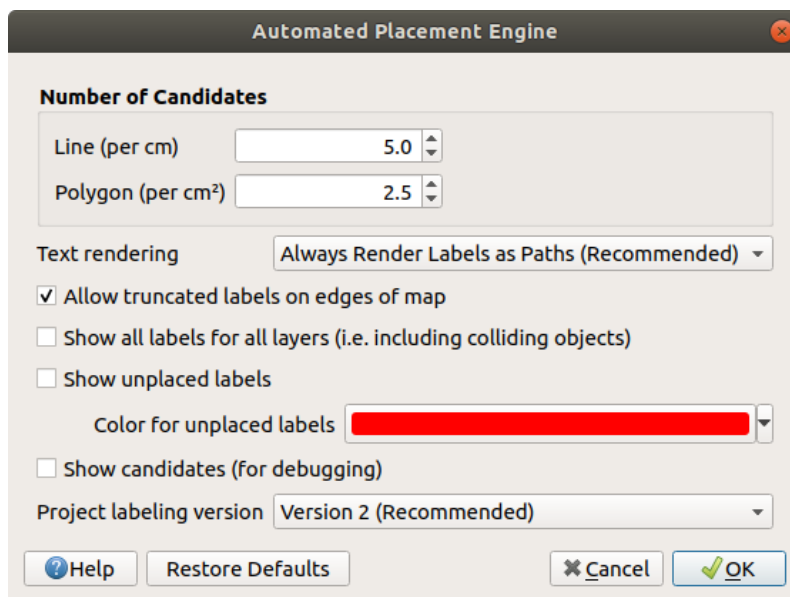 Automated Placement Engine
Number of Candidates
Line (per cm) 5.0
Polygon (per cm²) 2.5
Text rendering Always Render Labels as Paths (Recommended)
Allow truncated labels on edges of map
Show all labels for all layers (i.e. including colliding objects)
Show unplaced labels
Color for unplaced labels
Show candidates (for debugging)
Project labeling version Version 2 (Recommended)
Help Restore Defaults Cancel OK